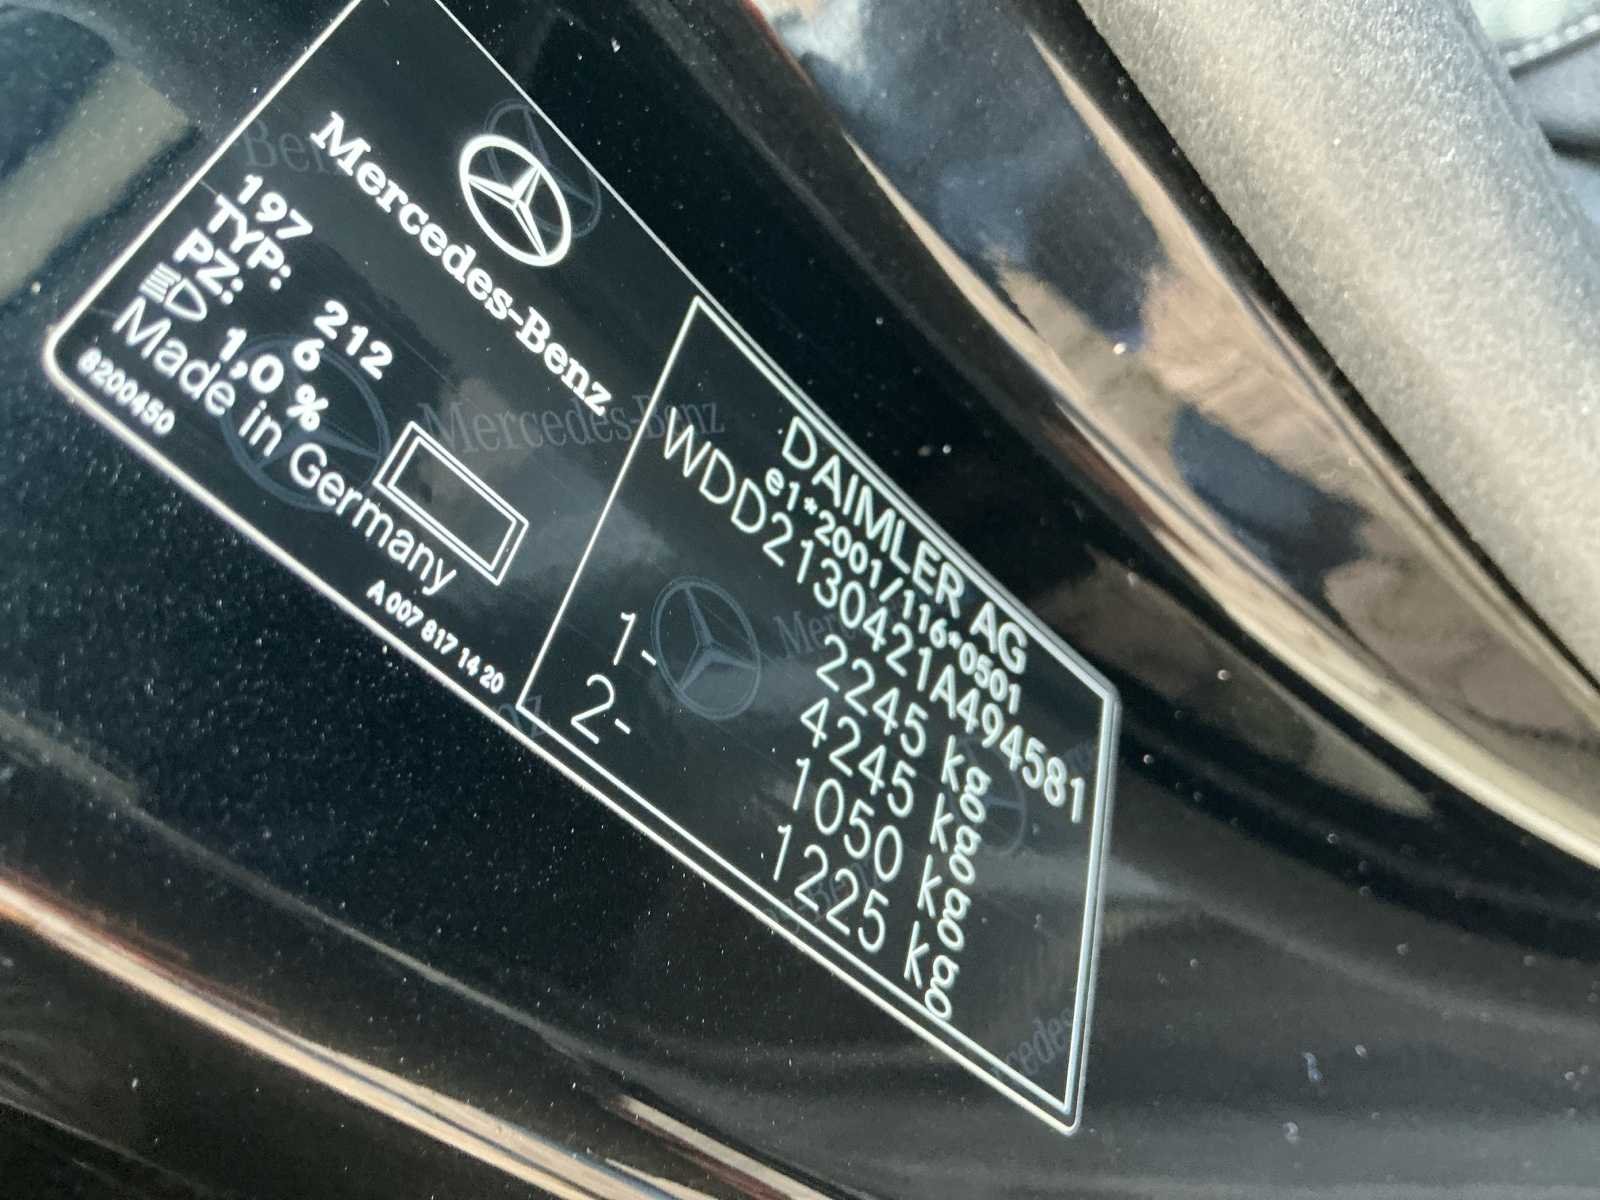 Mercedes-Benz
197
TYP: 212
PZ: 6
1,0 %
Made in Germany
8200450
A 007 817 14 20
DAIMLER AG
e1*2001/116*0501
WDD2130421A494581
2245 kg
4245 kg
1- 1050 kg
2- 1225 kg